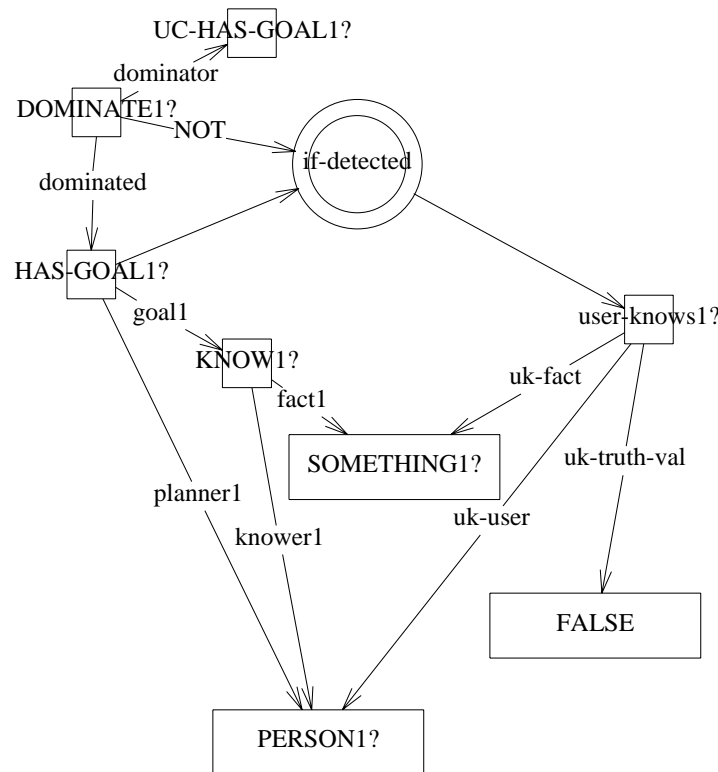 UC-HAS-GOAL1?
dominator
DOMINATE1?
NOT
if-detected
dominated
HAS-GOAL1?
goal1
user-knows1?
KNOW1?
uk-fact
fact1
SOMETHING1?
uk-truth-val
planner1
uk-user
knower1
FALSE
PERSON1?